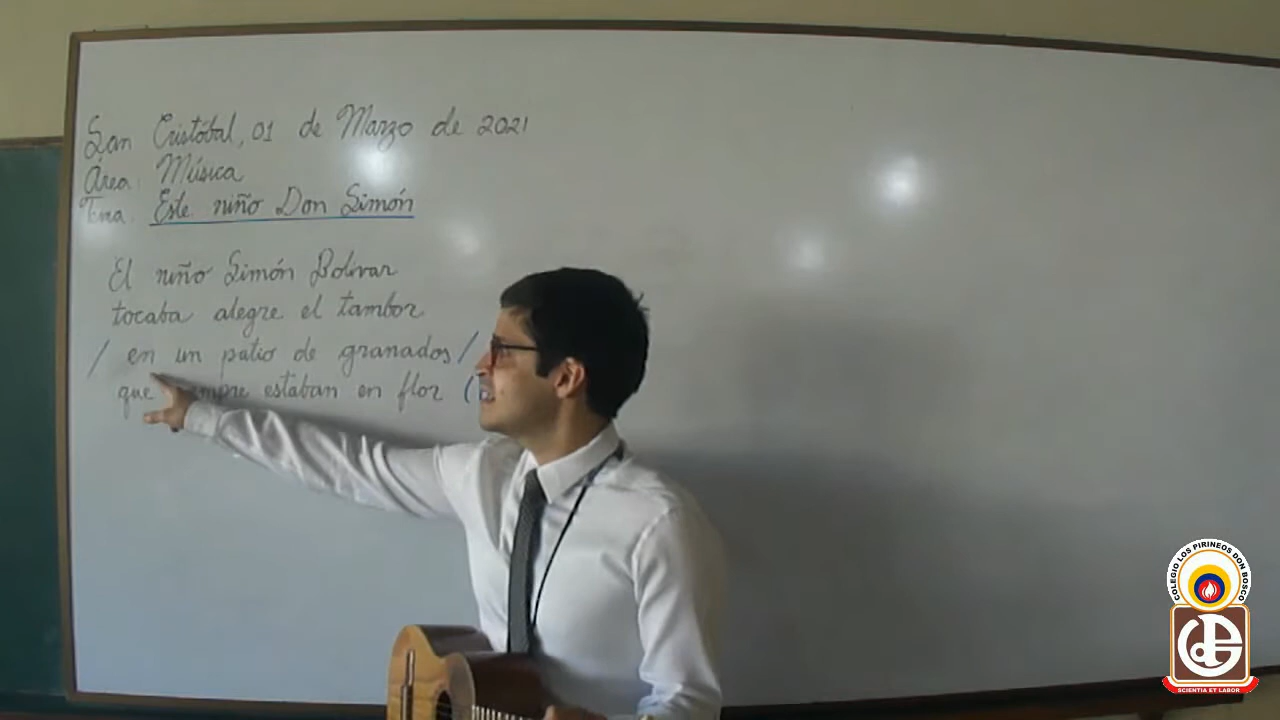 San Cristóbal, 01 de Marzo de 2021
Área: Música
Tema: Este niño Don Simón
El niño Simón Bolívar
tocaba alegre el tambor
/ en un patio de granados /
que estaban en flor (
COLEGIO LOS PIRINEOS DON BOSCO
SCIENTIA ET LABOR